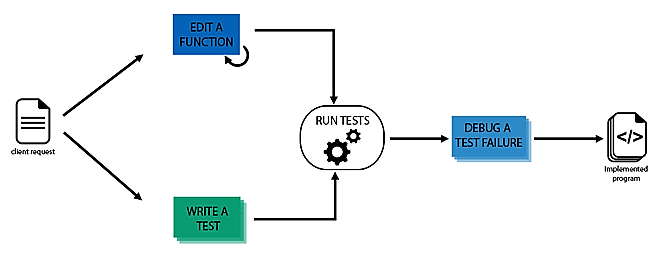 EDIT A
FUNCTION
client request
RUN TESTS
DEBUG A
TEST FAILURE
</>
Implemented
program
WRITE A
TEST